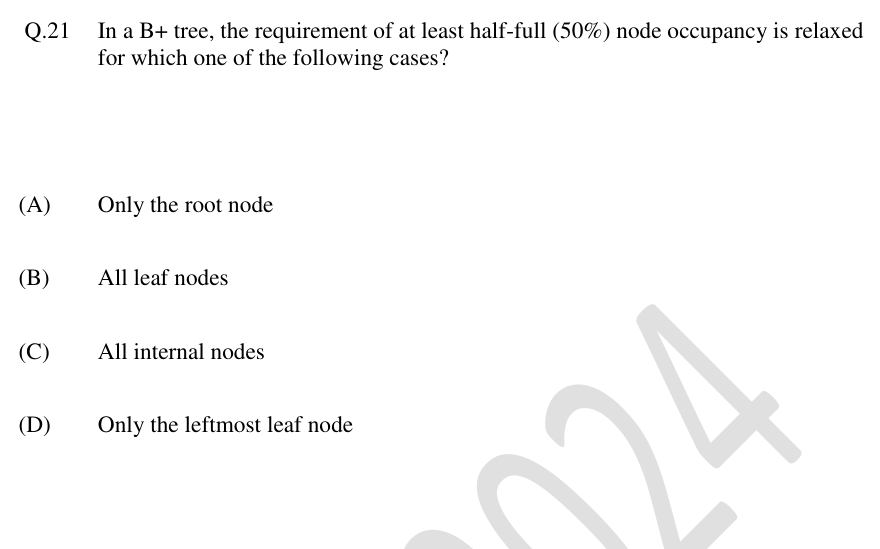 Q.21 In a B+ tree, the requirement of at least half-full (50%) node occupancy is relaxed
for which one of the following cases?
(A) Only the root node
(B) All leaf nodes
(C) All internal nodes
(D) Only the leftmost leaf node
2024